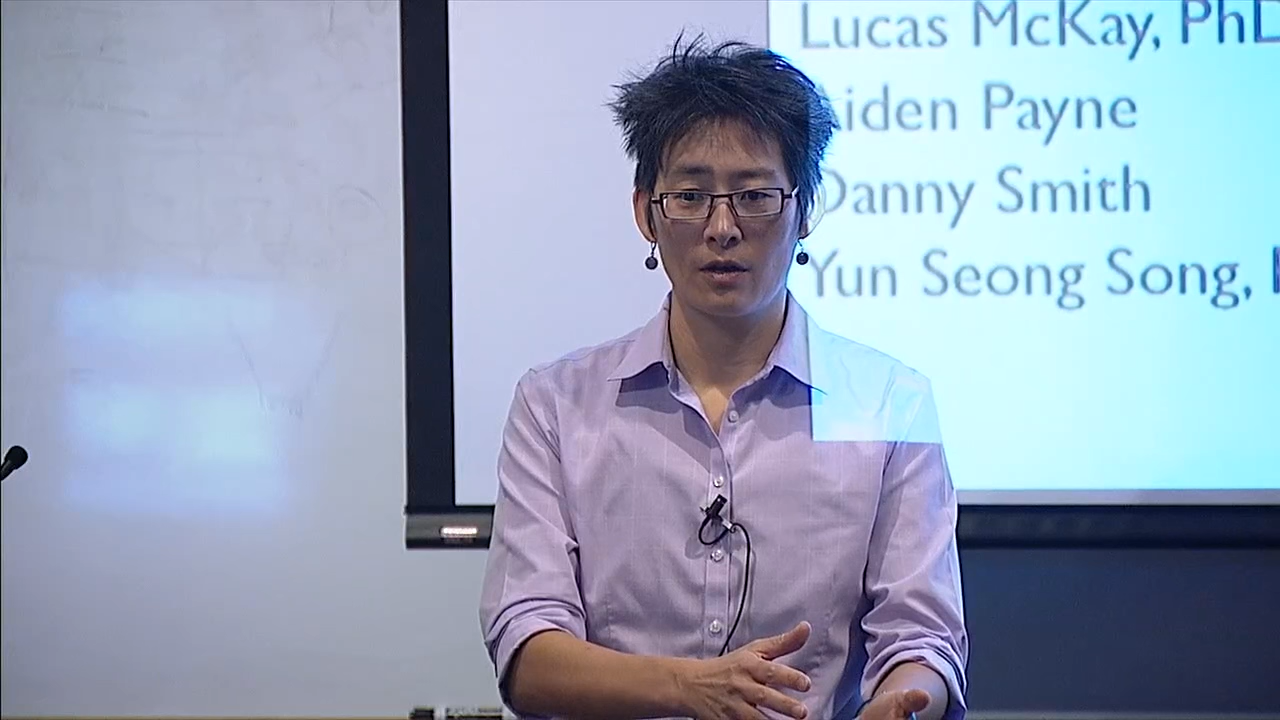 Lucas McKay, PhD
iden Payne
Danny Smith
Yun Seong Song,